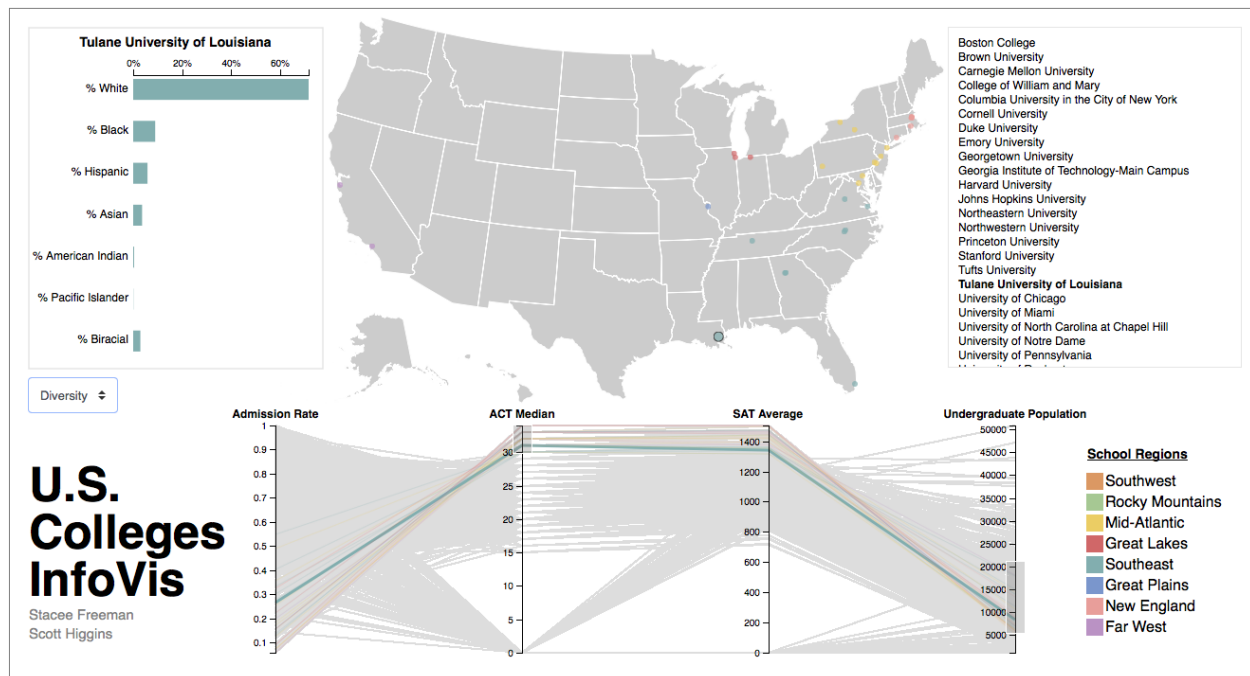 Tulane University of Louisiana
0% 20% 40% 60%
% White
% Black
% Hispanic
% Asian
% American Indian
% Pacific Islander
% Biracial
Diversity
Boston College
Brown University
Carnegie Mellon University
College of William and Mary
Columbia University in the City of New York
Cornell University
Duke University
Emory University
Georgetown University
Georgia Institute of Technology-Main Campus
Harvard University
Johns Hopkins University
Northeastern University
Northwestern University
Princeton University
Stanford University
Tufts University
Tulane University of Louisiana
University of Chicago
University of Miami
University of North Carolina at Chapel Hill
University of Notre Dame
University of Pennsylvania
U.S.
Colleges
InfoVis
Stacee Freeman
Scott Higgins
Admission Rate
1
0.9
0.8
0.7
0.6
0.5
0.4
0.3
0.2
0.1
ACT Median
30
25
20
15
10
5
0
SAT Average
1400
1200
1000
800
600
400
200
0
Undergraduate Population
50000
45000
40000
35000
30000
25000
20000
15000
10000
5000
School Regions
Southwest
Rocky Mountains
Mid-Atlantic
Great Lakes
Southeast
Great Plains
New England
Far West